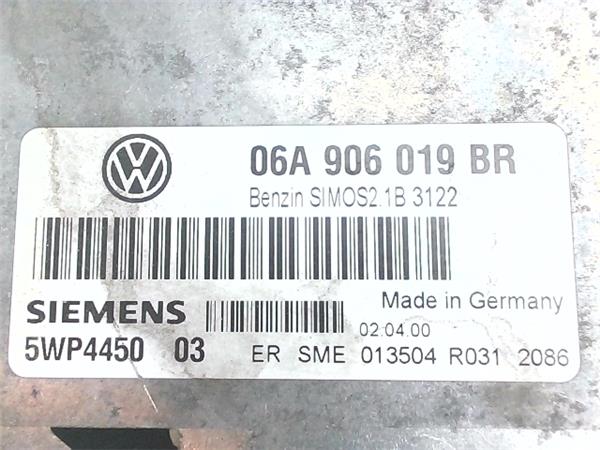 VW
06A 906 019 BR
Benzin SIMOS2.1B 3122
SIEMENS
Made in Germany
02.04.00
5WP4450 03
ER SME 013504 R031 2086